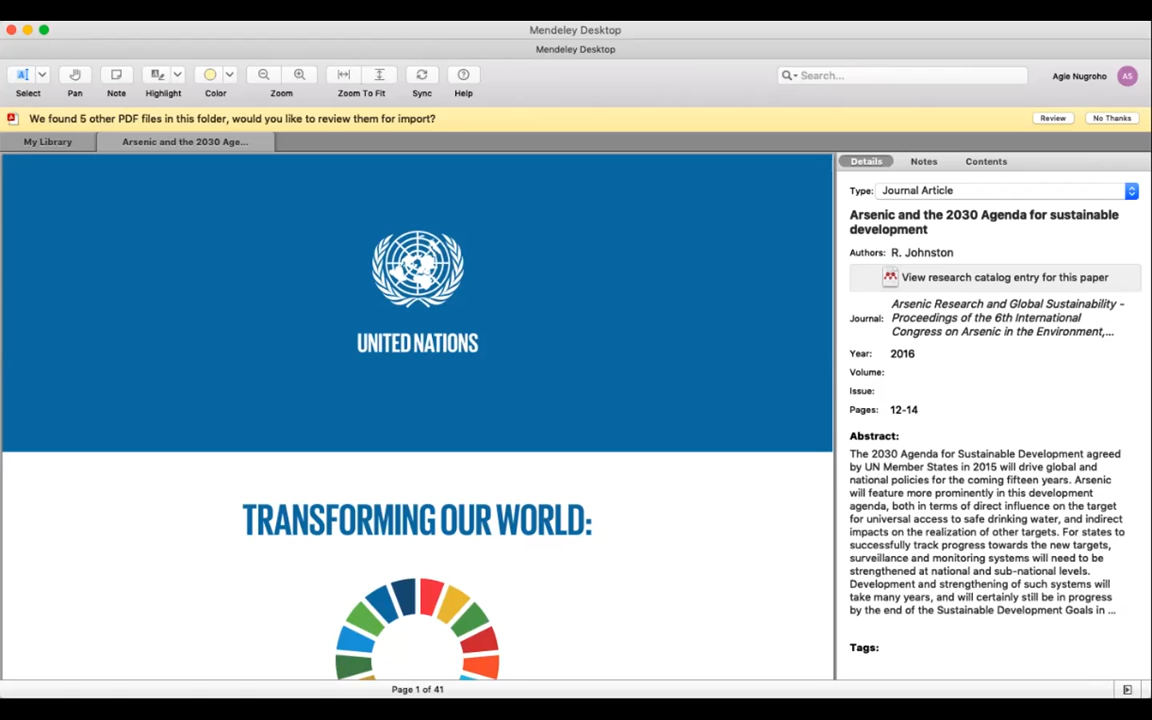 Mendeley Desktop
Mendeley Desktop
Select
Pan
Note
Highlight
Color
Zoom
Zoom To Fit
Sync
Help
Search...
Agie Nugroho
AS
We found 5 other PDF files in this folder, would you like to review them for import?
Review
No Thanks
My Library
Arsenic and the 2030 Age...
UNITED NATIONS
TRANSFORMING OUR WORLD:
Page 1 of 41
Details
Notes
Contents
Type: Journal Article
Arsenic and the 2030 Agenda for sustainable
development
Authors: R. Johnston
View research catalog entry for this paper
Arsenic Research and Global Sustainability -
Journal: Proceedings of the 6th International
Congress on Arsenic in the Environment,...
Year: 2016
Volume:
Issue:
Pages: 12-14
Abstract:
The 2030 Agenda for Sustainable Development agreed
by UN Member States in 2015 will drive global and
national policies for the coming fifteen years. Arsenic
will feature more prominently in this development
agenda, both in terms of direct influence on the target
for universal access to safe drinking water, and indirect
impacts on the realization of other targets. For states to
successfully track progress towards the new targets,
surveillance and monitoring systems will need to be
strengthened at national and sub-national levels.
Development and strengthening of such systems will
take many years, and will certainly still be in progress
by the end of the Sustainable Development Goals in ...
Tags: